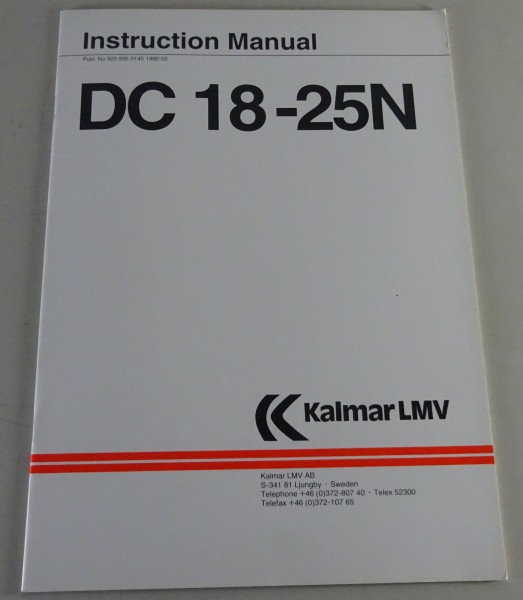 Instruction Manual
Publ. No 920 936-0140 1992-03
DC 18-25N
Kalmar LMV
Kalmar LMV AB
S-341 81 Ljungby · Sweden
Telephone +46 (0)372-807 40 · Telex 52300
Telefax +46 (0)372-107 65